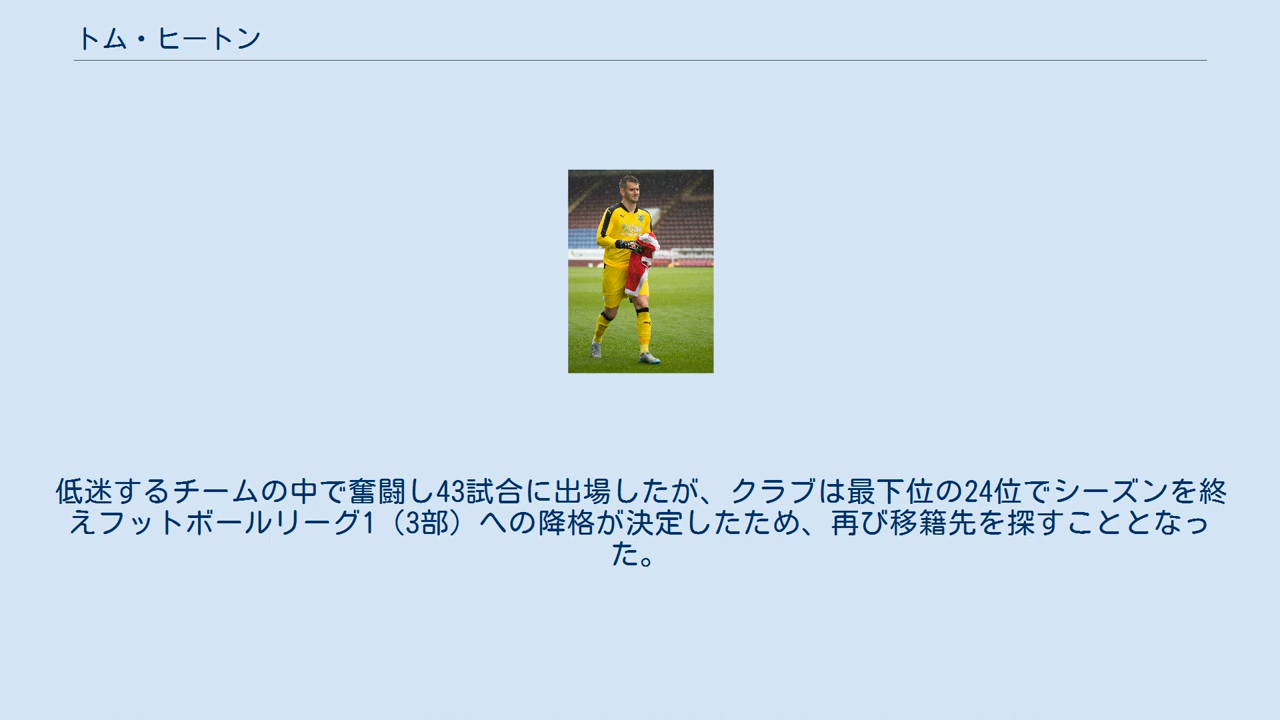 トム・ヒートン
低迷するチームの中で奮闘し43試合に出場したが、クラブは最下位の24位でシーズンを終
えフットボールリーグ1（3部）への降格が決定したため、再び移籍先を探すこととなっ
た。